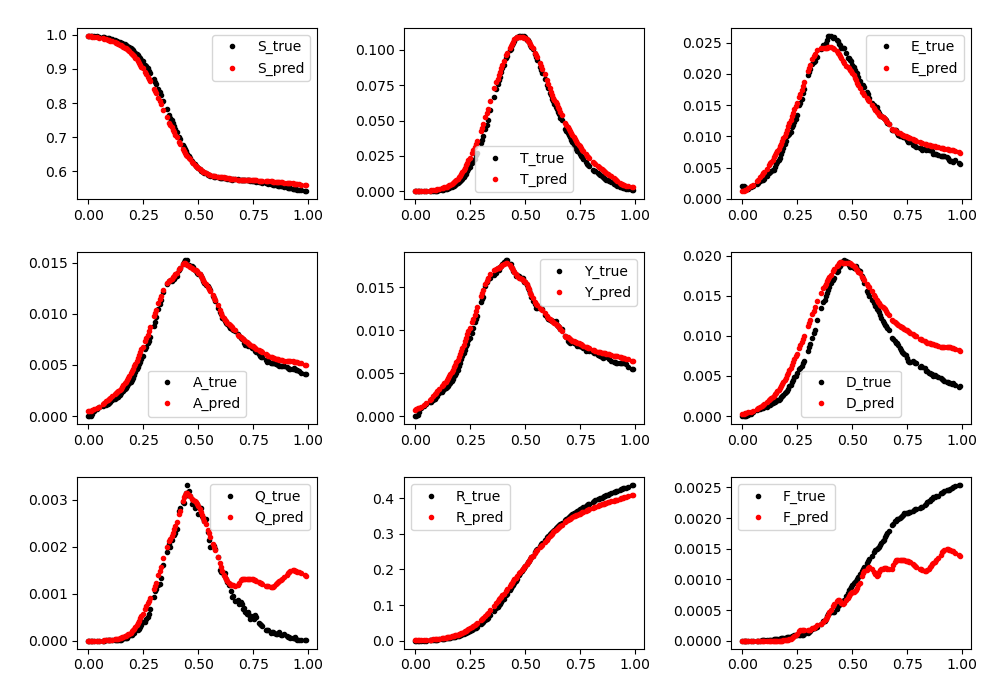 1.0
0.9
0.8
0.7
0.6
S_true
S_pred
0.00 0.25 0.50 0.75 1.00
0.100
0.075
0.050
0.025
0.000
T_true
T_pred
0.00 0.25 0.50 0.75 1.00
0.025
0.020
0.015
0.010
0.005
0.000
E_true
E_pred
0.00 0.25 0.50 0.75 1.00
0.015
0.010
0.005
0.000
A_true
A_pred
0.00 0.25 0.50 0.75 1.00
0.015
0.010
0.005
0.000
Y_true
Y_pred
0.00 0.25 0.50 0.75 1.00
0.020
0.015
0.010
0.005
0.000
D_true
D_pred
0.00 0.25 0.50 0.75 1.00
0.003
0.002
0.001
0.000
Q_true
Q_pred
0.00 0.25 0.50 0.75 1.00
0.4
0.3
0.2
0.1
0.0
R_true
R_pred
0.00 0.25 0.50 0.75 1.00
0.0025
0.0020
0.0015
0.0010
0.0005
0.0000
F_true
F_pred
0.00 0.25 0.50 0.75 1.00